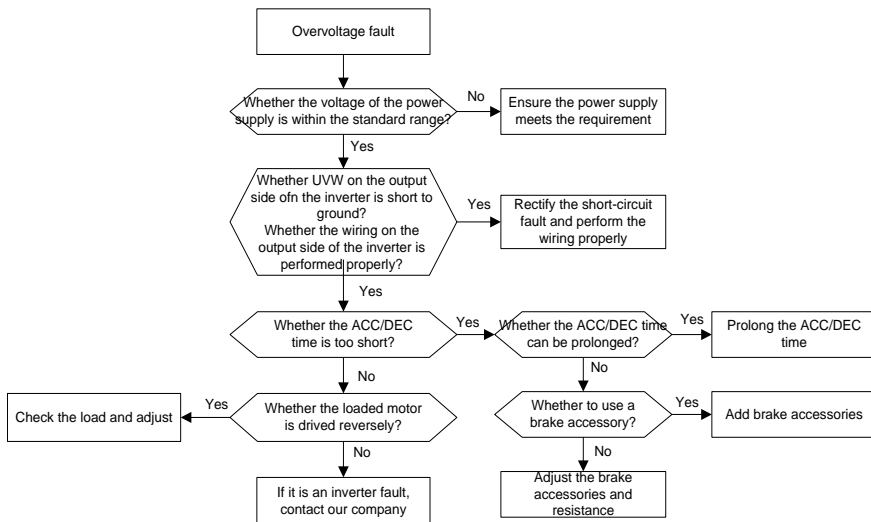 Overvoltage fault
Whether the voltage of the power
supply is within the standard range?
No
Ensure the power supply
meets the requirement
Yes
Whether UVW on the output
side ofn the inverter is short to
ground?
Whether the wiring on the
output side of the inverter is
performed properly?
Yes
Rectify the short-circuit
fault and perform the
wiring properly
Yes
Whether the ACC/DEC
time is too short?
Yes
Whether the ACC/DEC time
can be prolonged?
Yes
Prolong the ACC/DEC
time
No
No
Check the load and adjust
Yes
Whether the loaded motor
is drived reversely?
Whether to use a
brake accessory?
Yes
Add brake accessories
No
No
If it is an inverter fault,
contact our company
Adjust the brake
accessories and
resistance